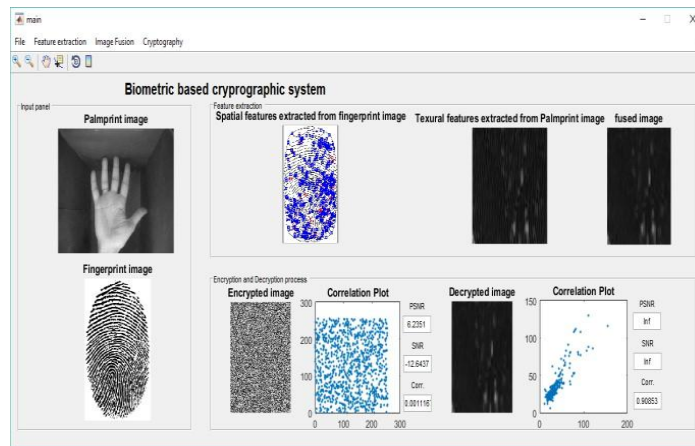 main
File Feature extraction Image Fusion Cryptography
Biometric based cryprographic system
Input panel
Palmprint image
Fingerprint image
Feature extraction
Spatial features extracted from fingerprint image
Texural features extracted from Palmprint image
fused image
Encryption and Decryption process
Encrypted image
Correlation Plot
300
200
100
0
0 100 200 300
PSNR
6.2351
SNR
-12.6437
Corr.
0.001116
Decrypted image
Correlation Plot
150
100
50
0
0 100 200
PSNR
Inf
SNR
Inf
Corr.
0.90853